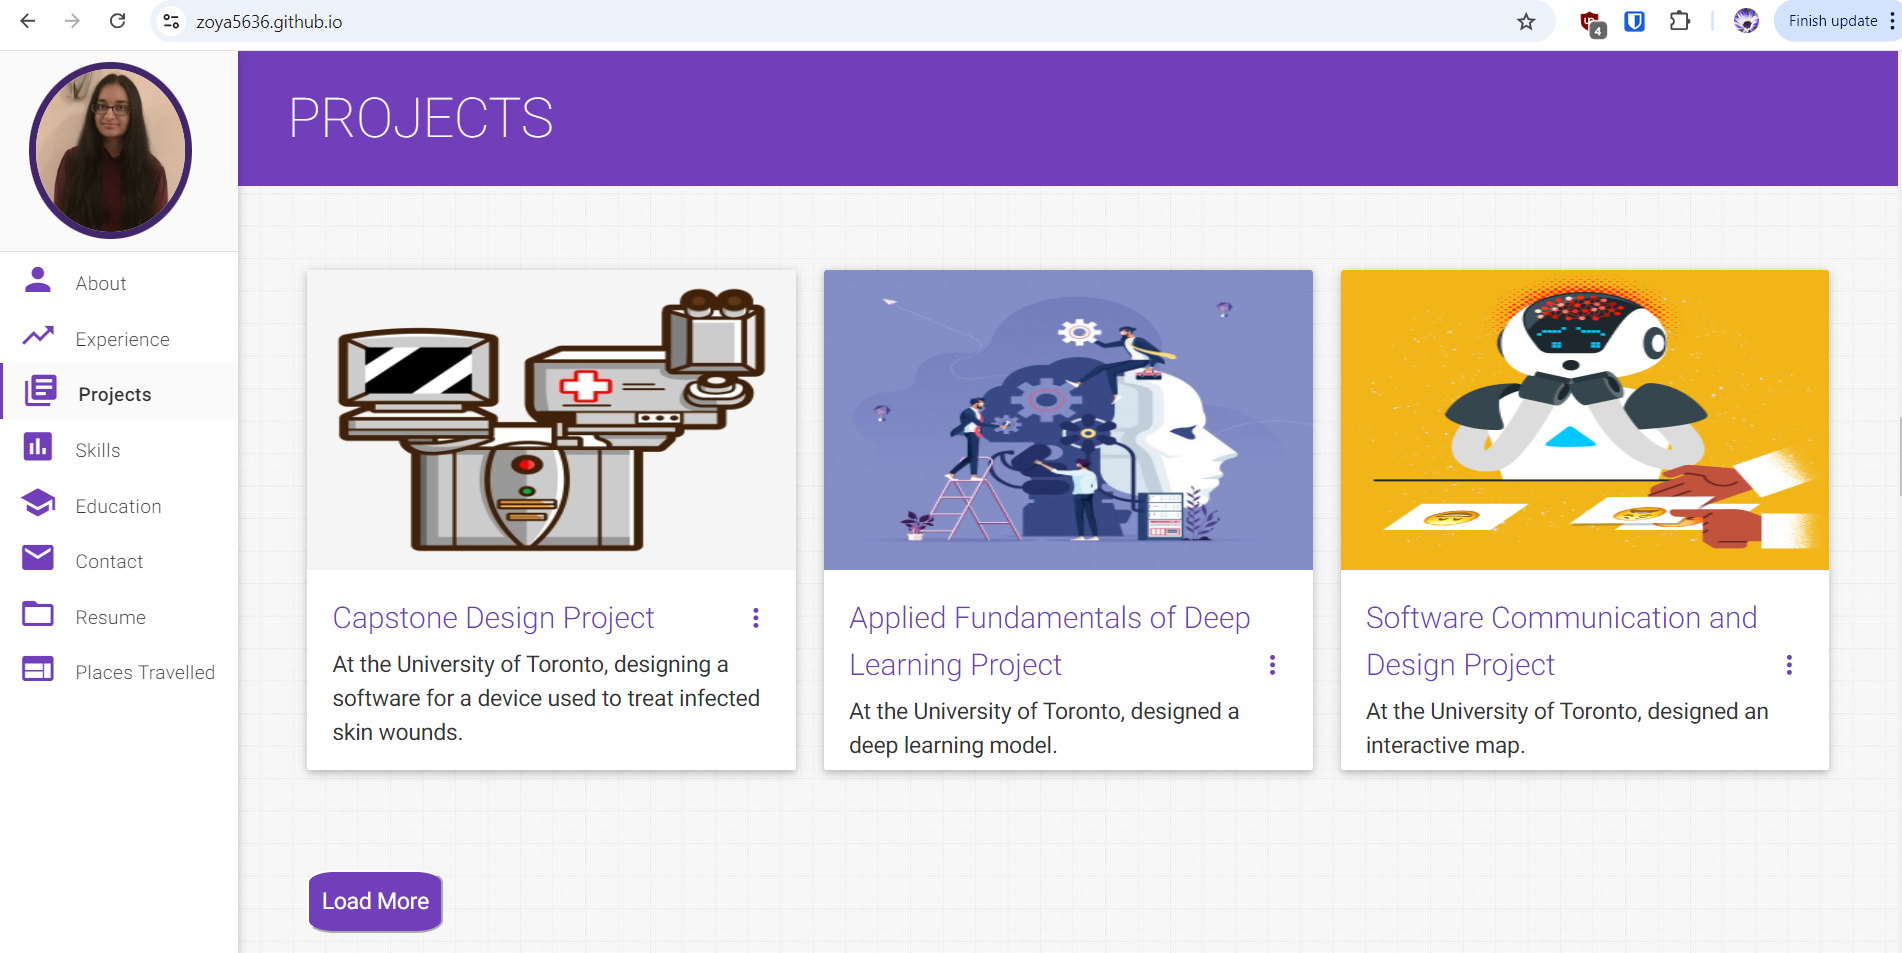 zoya5636.github.io
4
Finish update
PROJECTS
About
Experience
Projects
Skills
Education
Contact
Resume
Places Travelled
Capstone Design Project
At the University of Toronto, designing a
software for a device used to treat infected
skin wounds.
Applied Fundamentals of Deep
Learning Project
At the University of Toronto, designed a
deep learning model.
Software Communication and
Design Project
At the University of Toronto, designed an
interactive map.
Load More